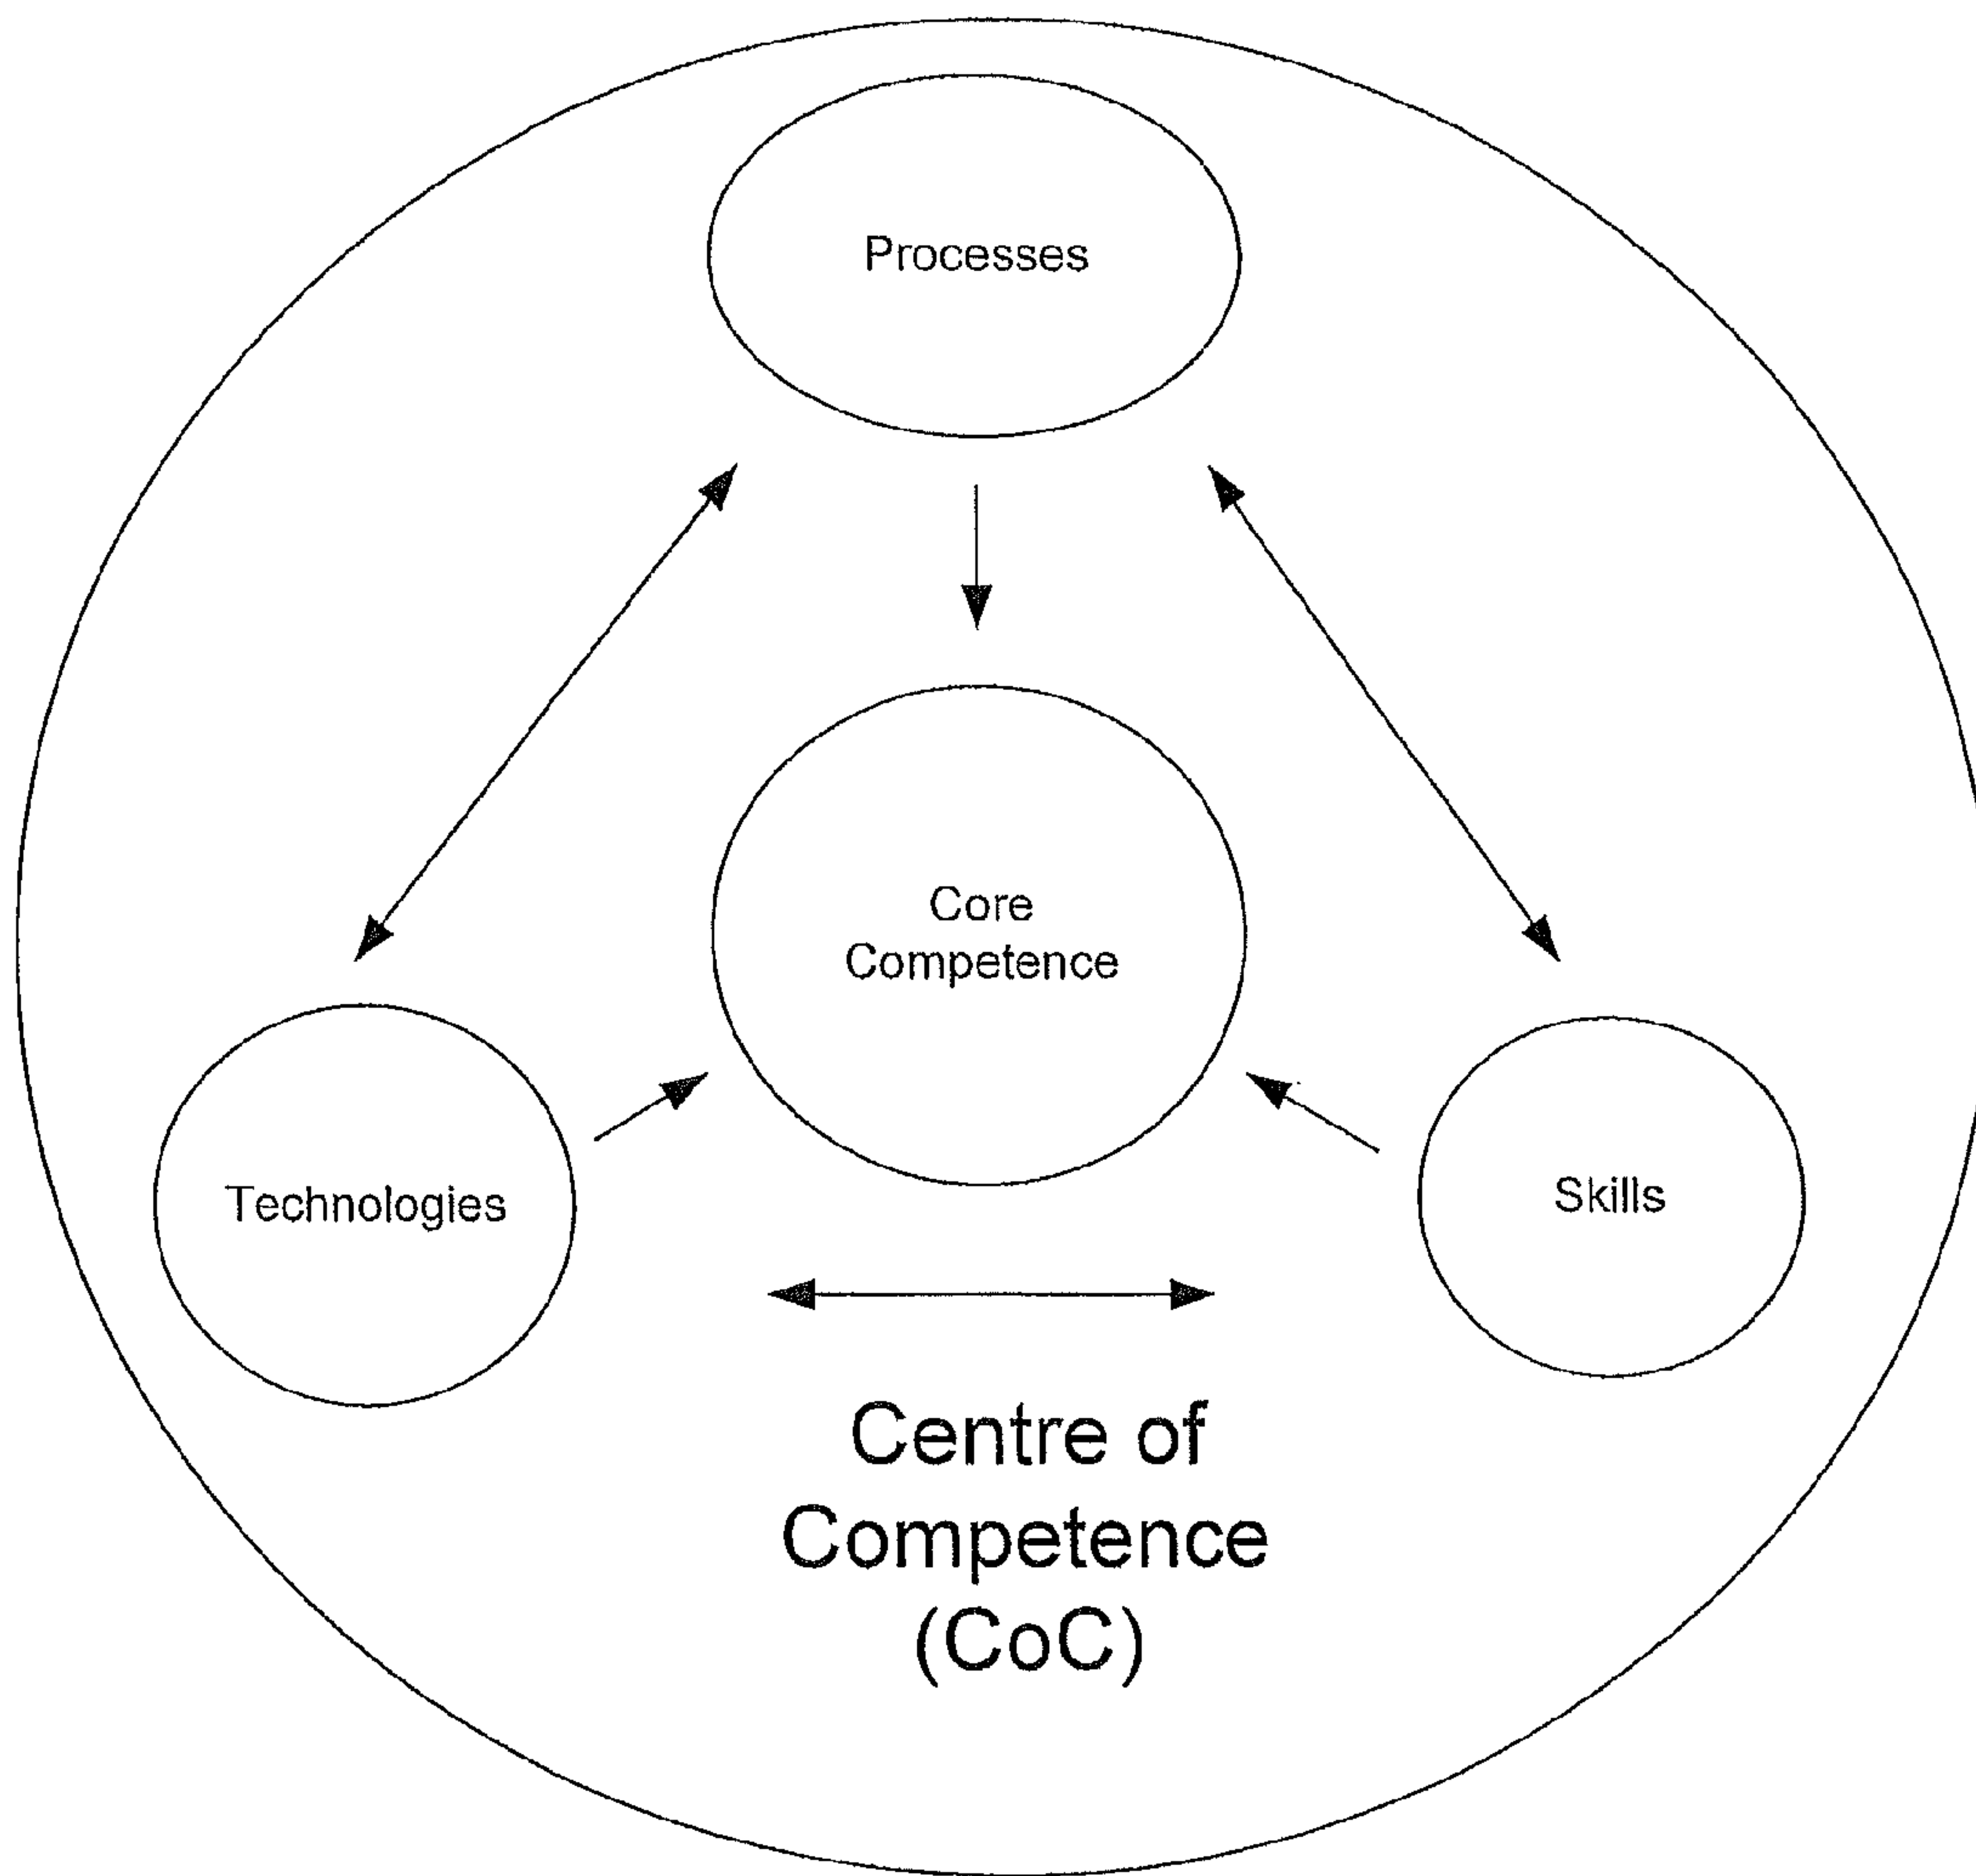 Processes
Core
Competence
Technologies
Skills
Centre of
Competence
(CoC)